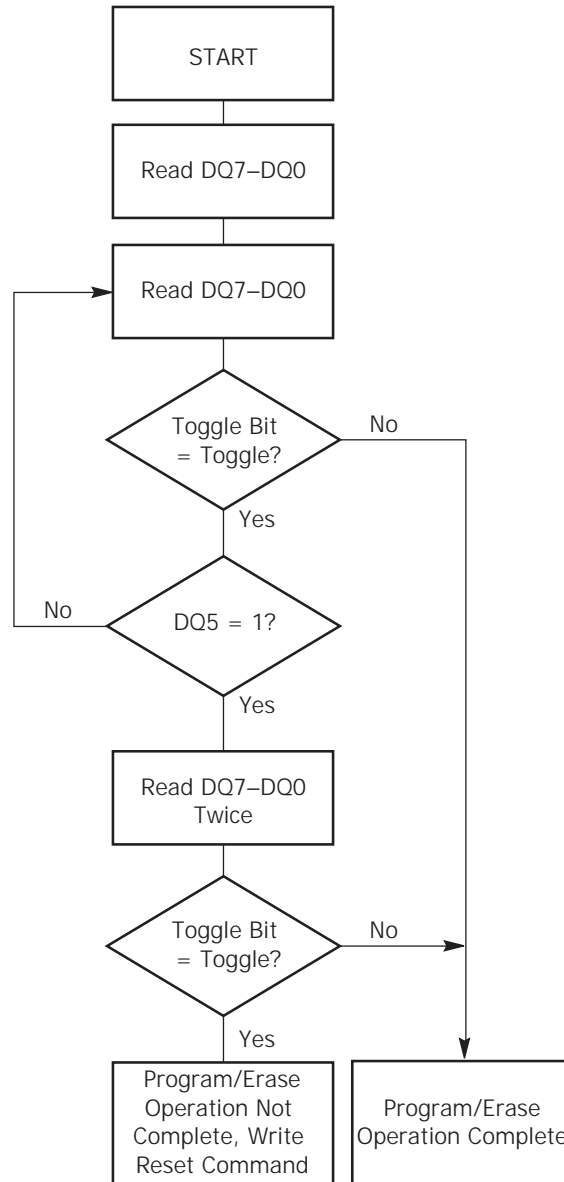 START
Read DQ7–DQ0
Read DQ7–DQ0
Toggle Bit
= Toggle?
No
Yes
No
DQ5 = 1?
Yes
Read DQ7–DQ0
Twice
Toggle Bit
= Toggle?
No
Yes
Program/Erase
Operation Not
Complete, Write
Reset Command
Program/Erase
Operation Complete